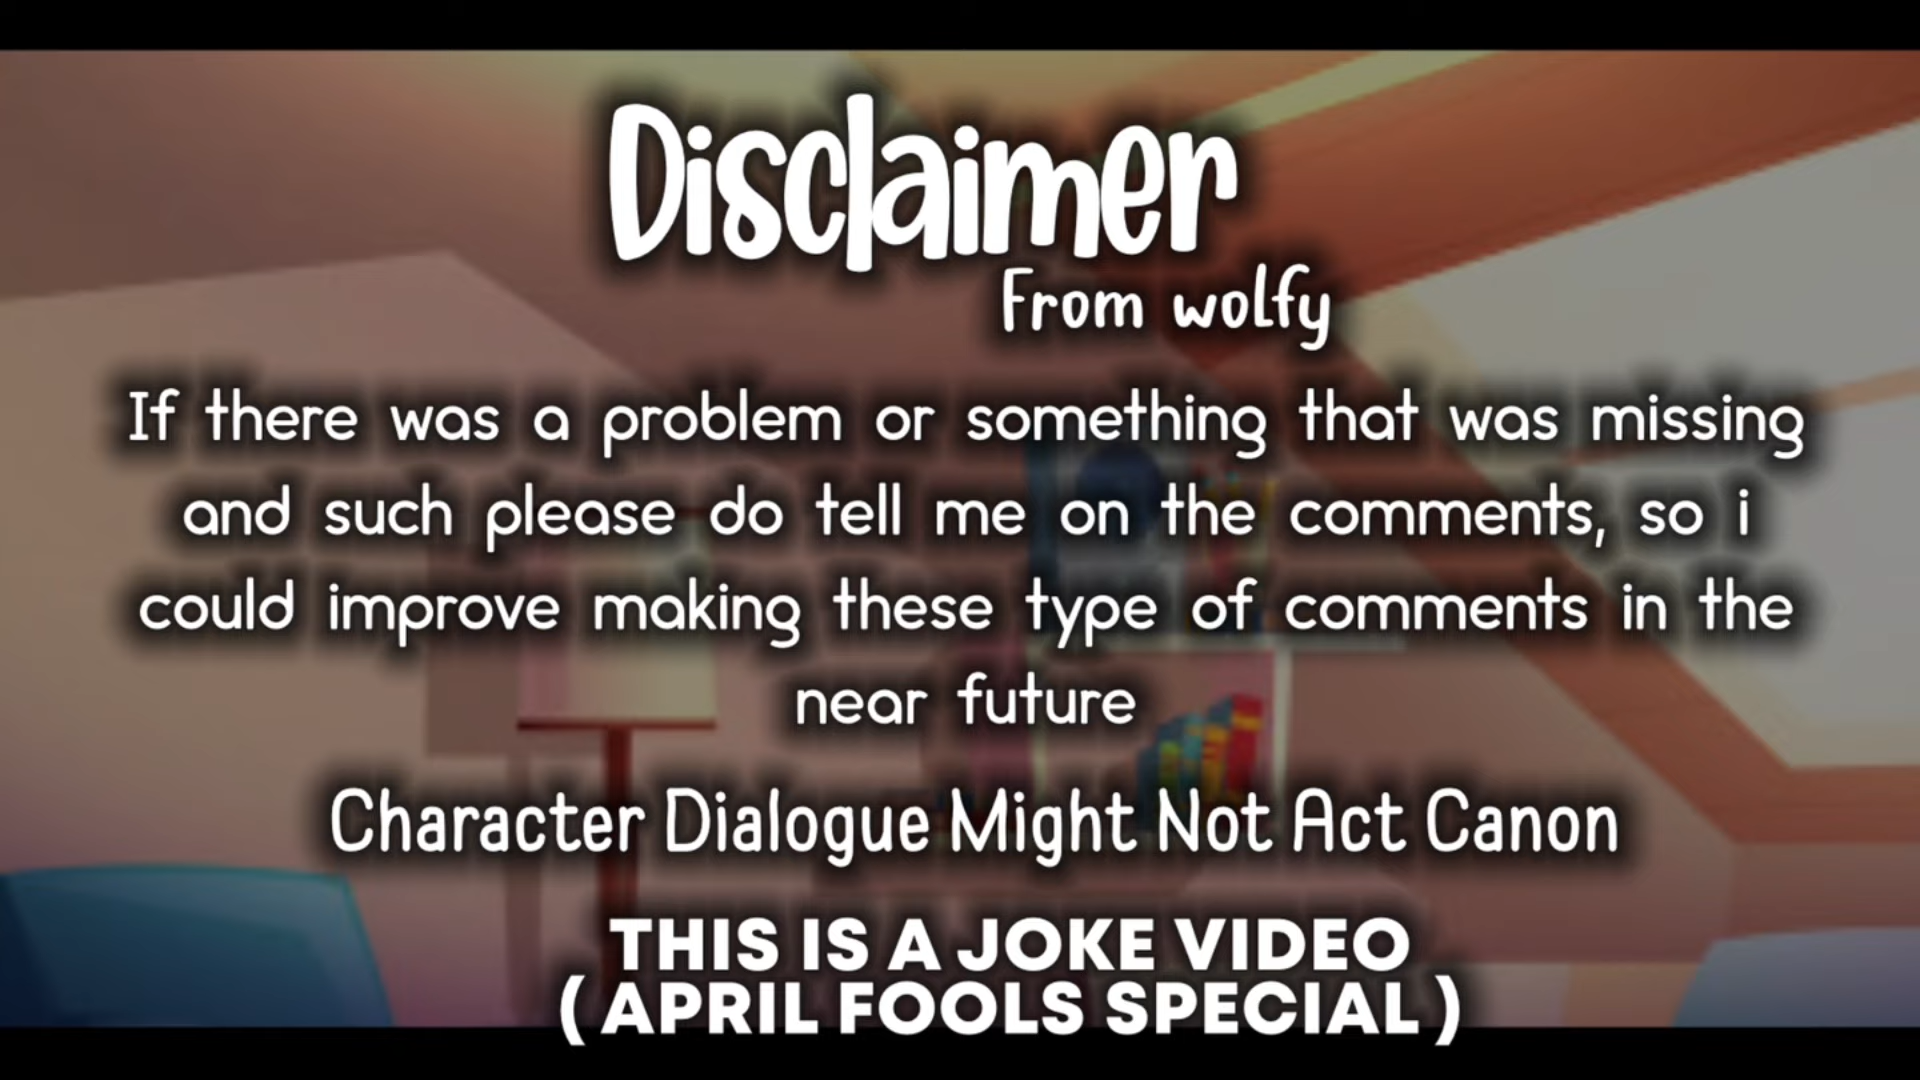 Disclaimer
From wolfy
If there was a problem or something that was missing
and such please do tell me on the comments, so i
could improve making these type of comments in the
near future
Character Dialogue Might Not Act Canon
THIS IS A JOKE VIDEO
( APRIL FOOLS SPECIAL )